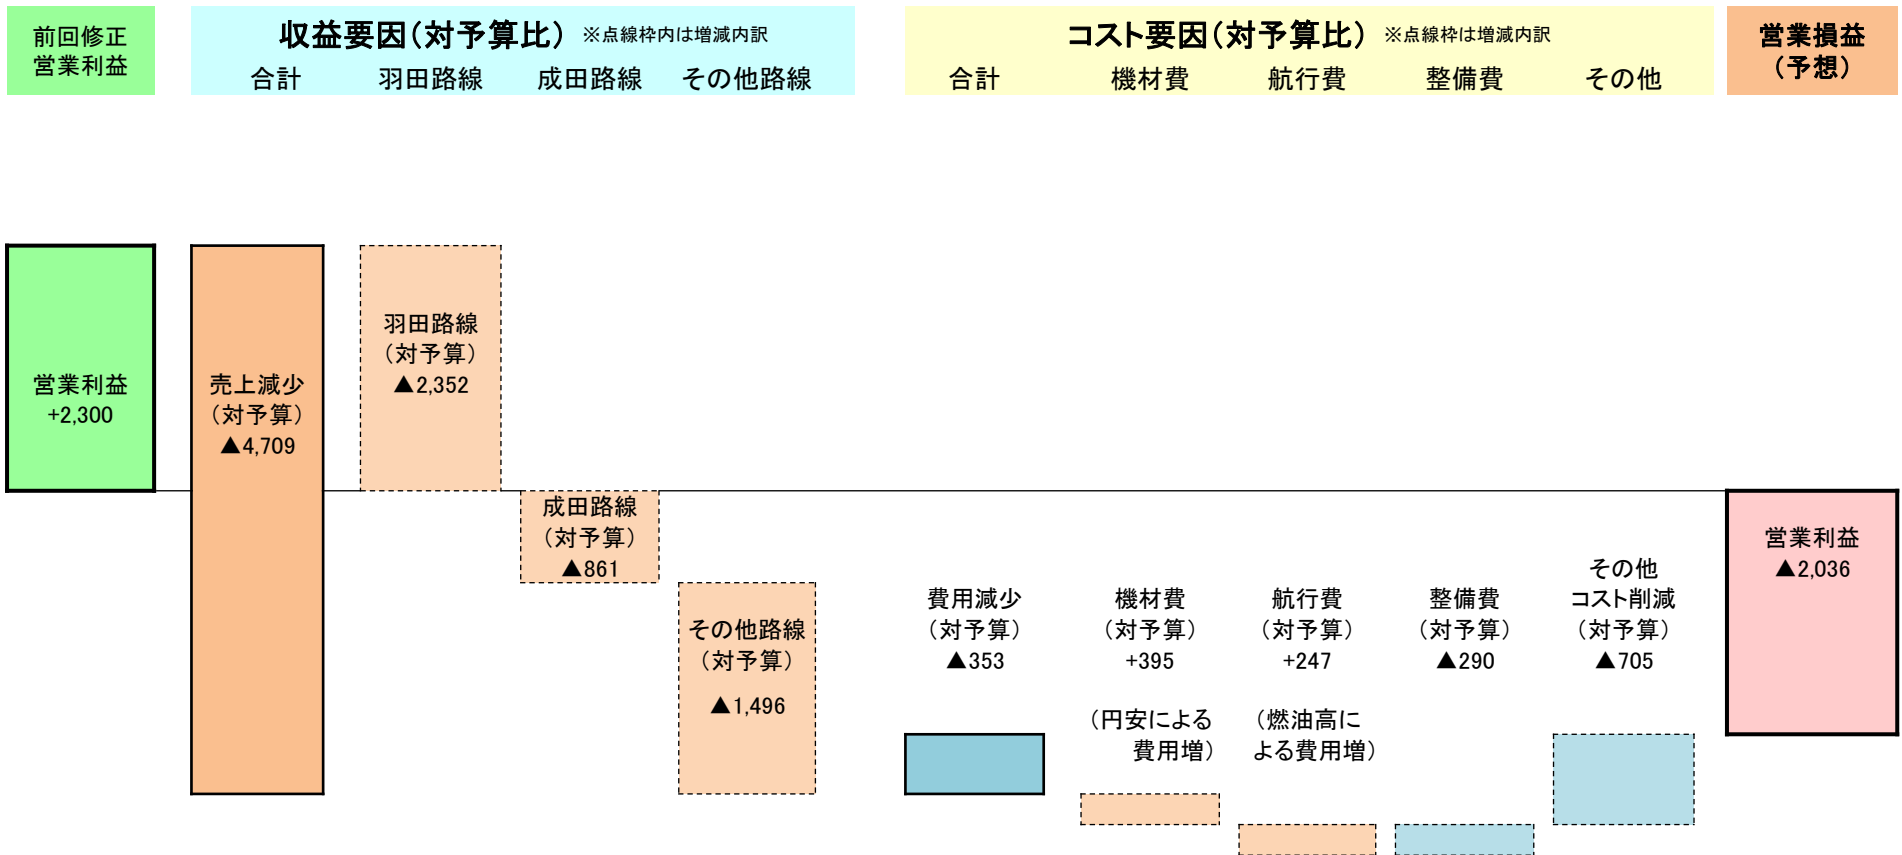 前回修正
営業利益
収益要因(対予算比) ※点線枠内は増減内訳
合計 羽田路線 成田路線 その他路線
コスト要因(対予算比) ※点線枠は増減内訳
合計 機材費 航行費 整備費 その他
営業損益
(予想)
営業利益
+2,300
売上減少
(対予算)
▲4,709
羽田路線
(対予算)
▲2,352
成田路線
(対予算)
▲861
その他路線
(対予算)
▲1,496
費用減少
(対予算)
▲353
機材費
(対予算)
+395
(円安による
費用増)
航行費
(対予算)
+247
(燃油高に
よる費用増)
整備費
(対予算)
▲290
その他
コスト削減
(対予算)
▲705
営業利益
▲2,036